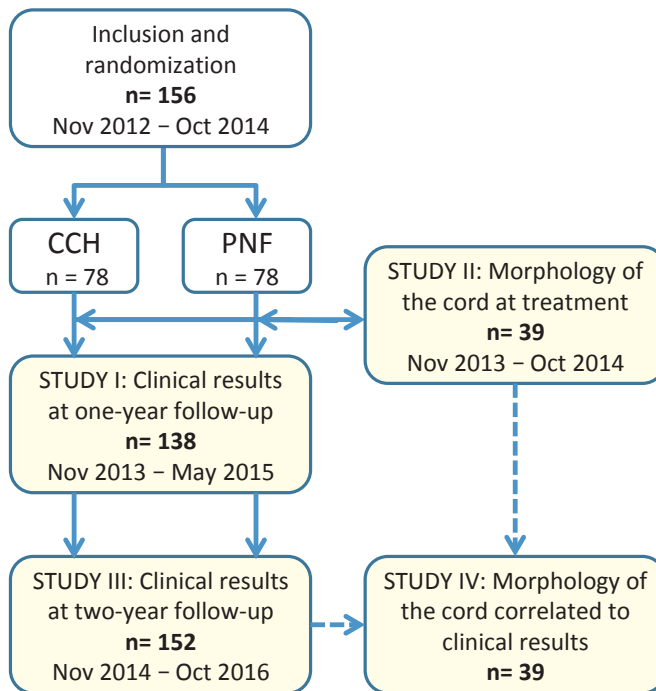 Inclusion and
randomization
n= 156
Nov 2012 – Oct 2014
CCH
n = 78
PNF
n = 78
STUDY II: Morphology of
the cord at treatment
n= 39
Nov 2013 – Oct 2014
STUDY I: Clinical results
at one-year follow-up
n= 138
Nov 2013 – May 2015
STUDY III: Clinical results
at two-year follow-up
n= 152
Nov 2014 – Oct 2016
STUDY IV: Morphology of
the cord correlated to
clinical results
n= 39